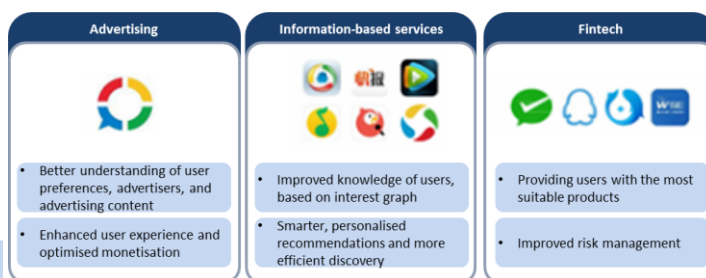 Advertising
Information-based services
Fintech
快报
• Better understanding of user
preferences, advertisers, and
advertising content
• Enhanced user experience and
optimised monetisation
• Improved knowledge of users,
based on interest graph
• Smarter, personalised
recommendations and more
efficient discovery
• Providing users with the most
suitable products
• Improved risk management